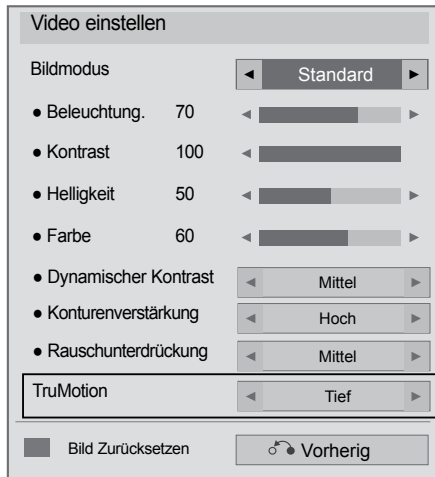 Video einstellen
Bildmodus ◄ Standard ►
● Beleuchtung. 70 ◄ ►
● Kontrast 100 ◄
● Helligkeit 50 ◄ ►
● Farbe 60 ◄ ►
● Dynamischer Kontrast ◄ Mittel ►
● Konturenverstärkung ◄ Hoch ►
● Rauschunterdrückung ◄ Mittel ►
TruMotion ◄ Tief ►
Bild Zurücksetzen Vorherig